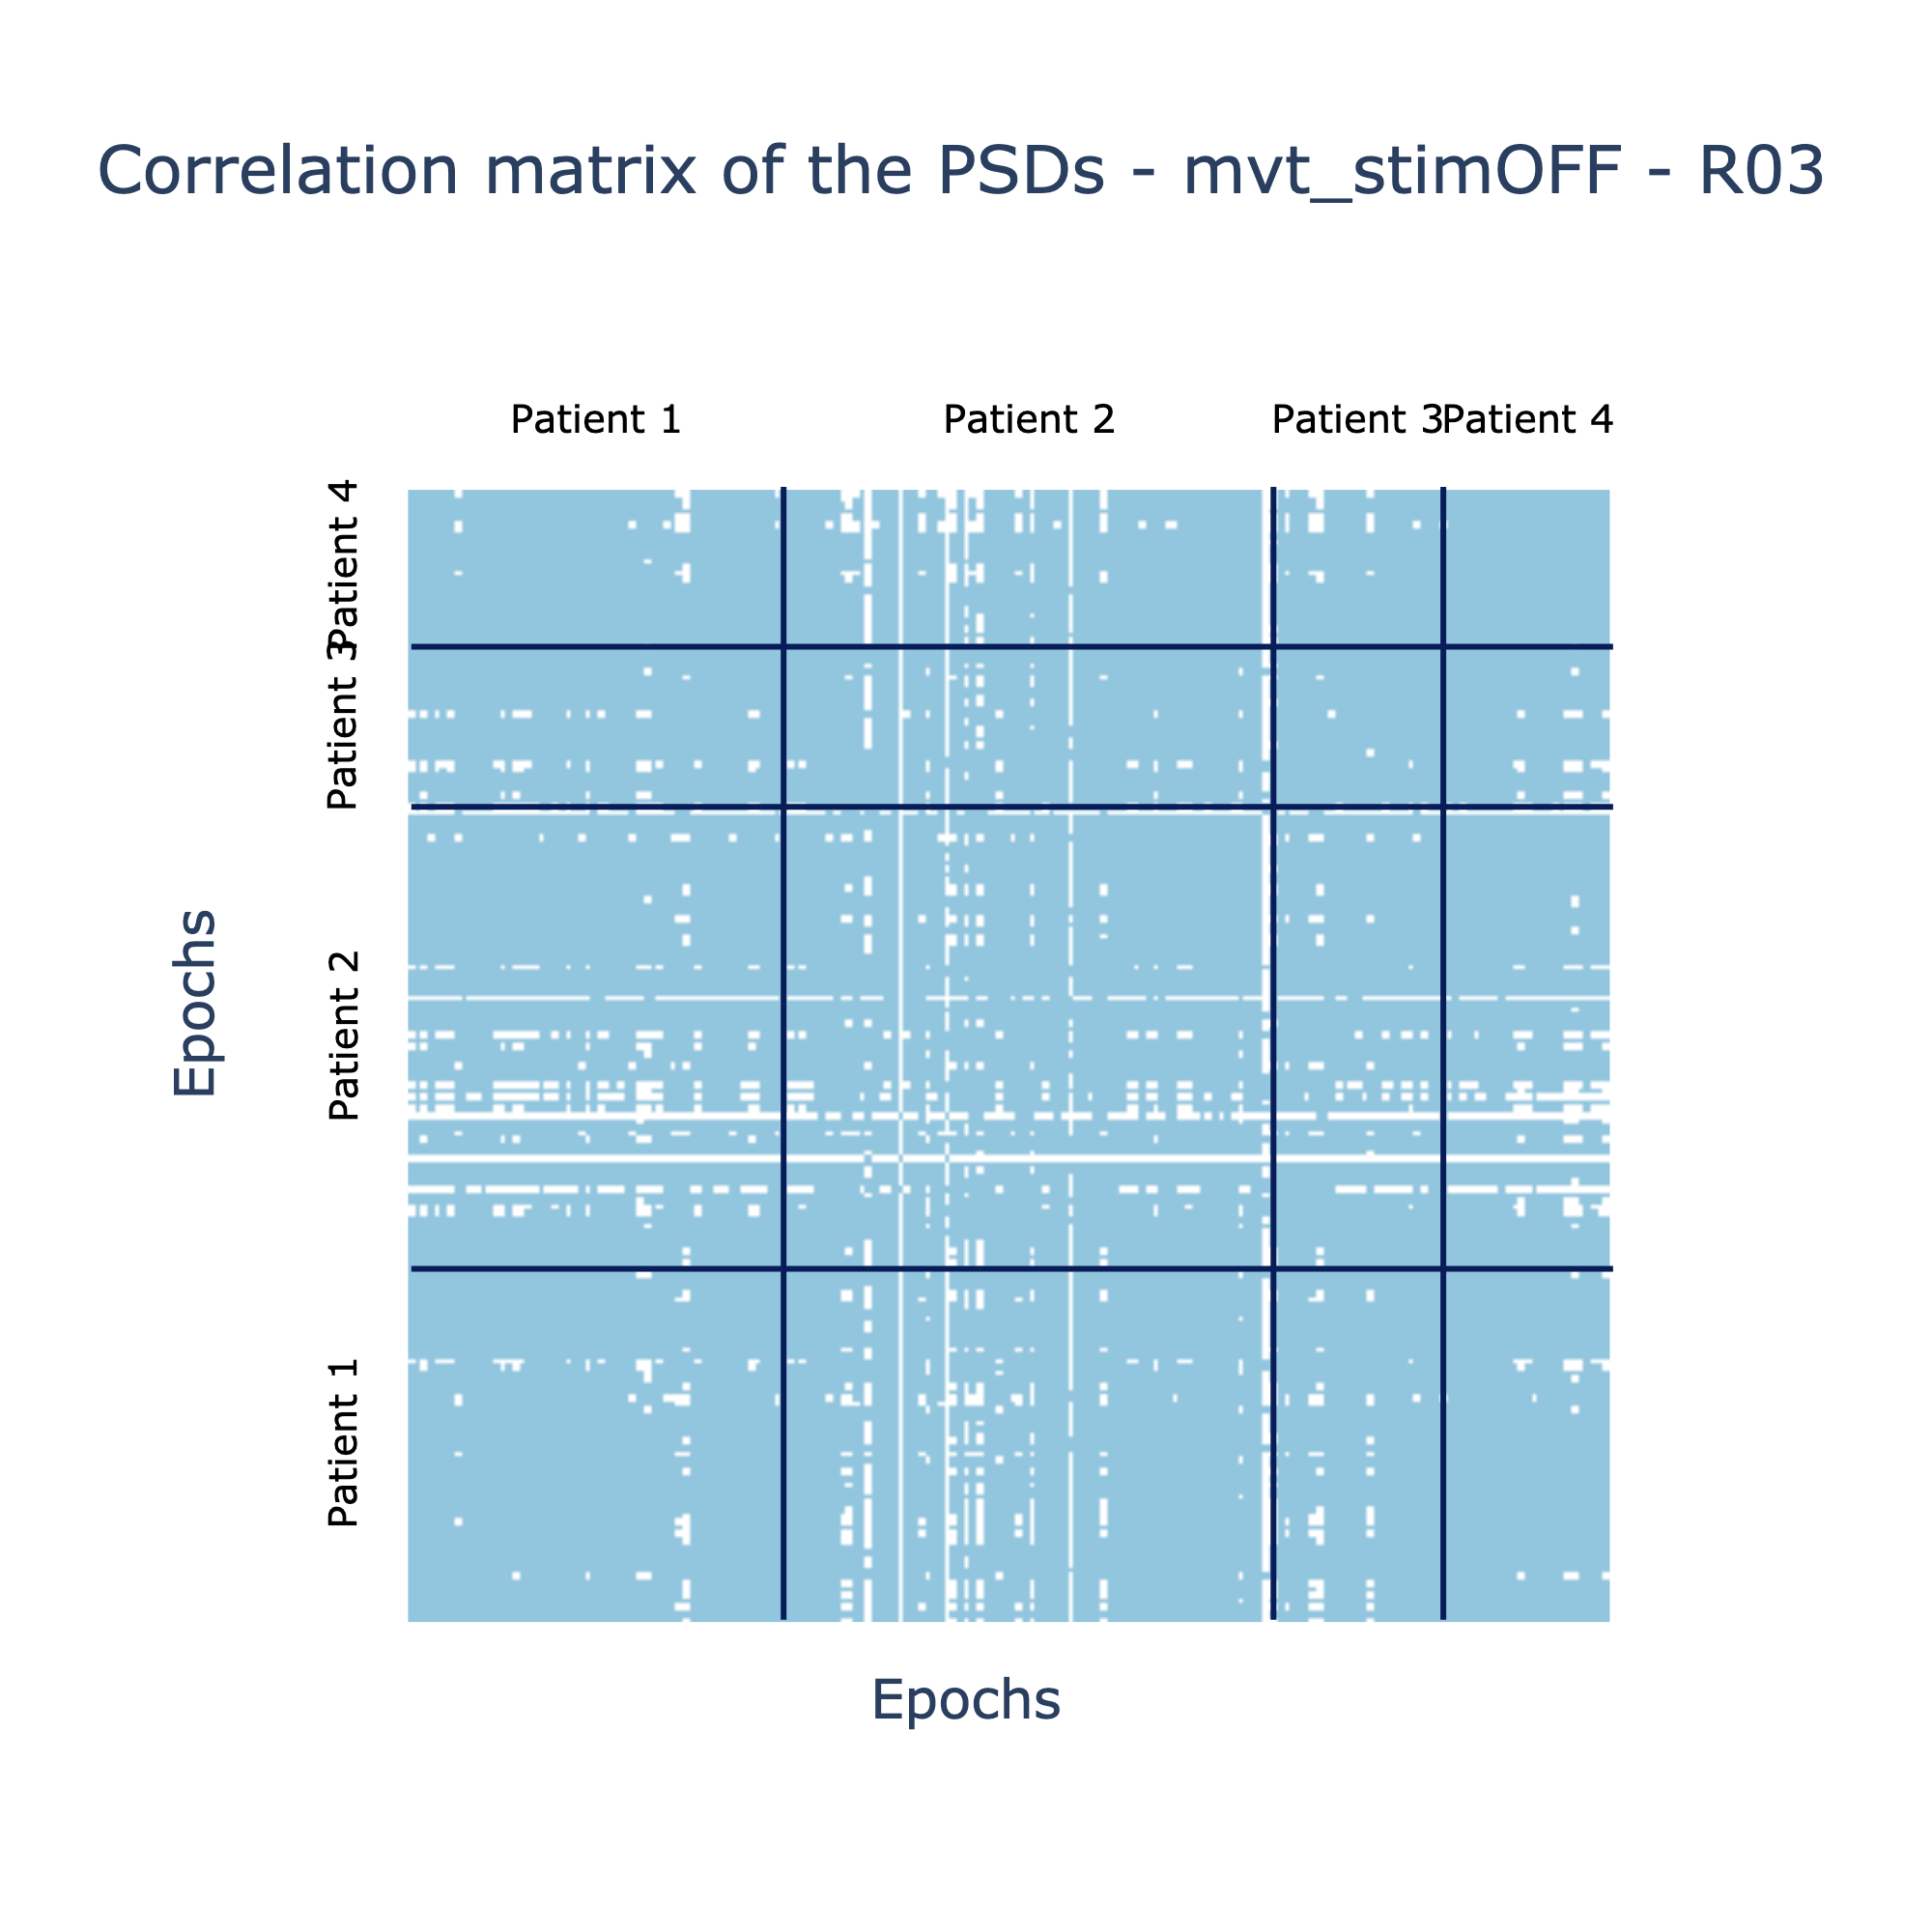 Correlation matrix of the PSDs - mvt_stimOFF - R03
Patient 1
Patient 2
Patient 3
Patient 4
Patient 4
Patient 3
Patient 2
Patient 1
Epochs
Epochs